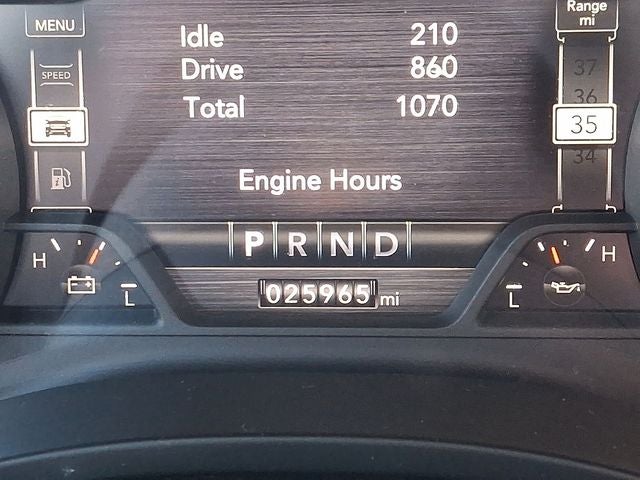 MENU
Range
mi
Idle 210
Drive 860
Total 1070
SPEED
37
36
35
34
Engine Hours
P R N D
H
L
025965 mi
H
L